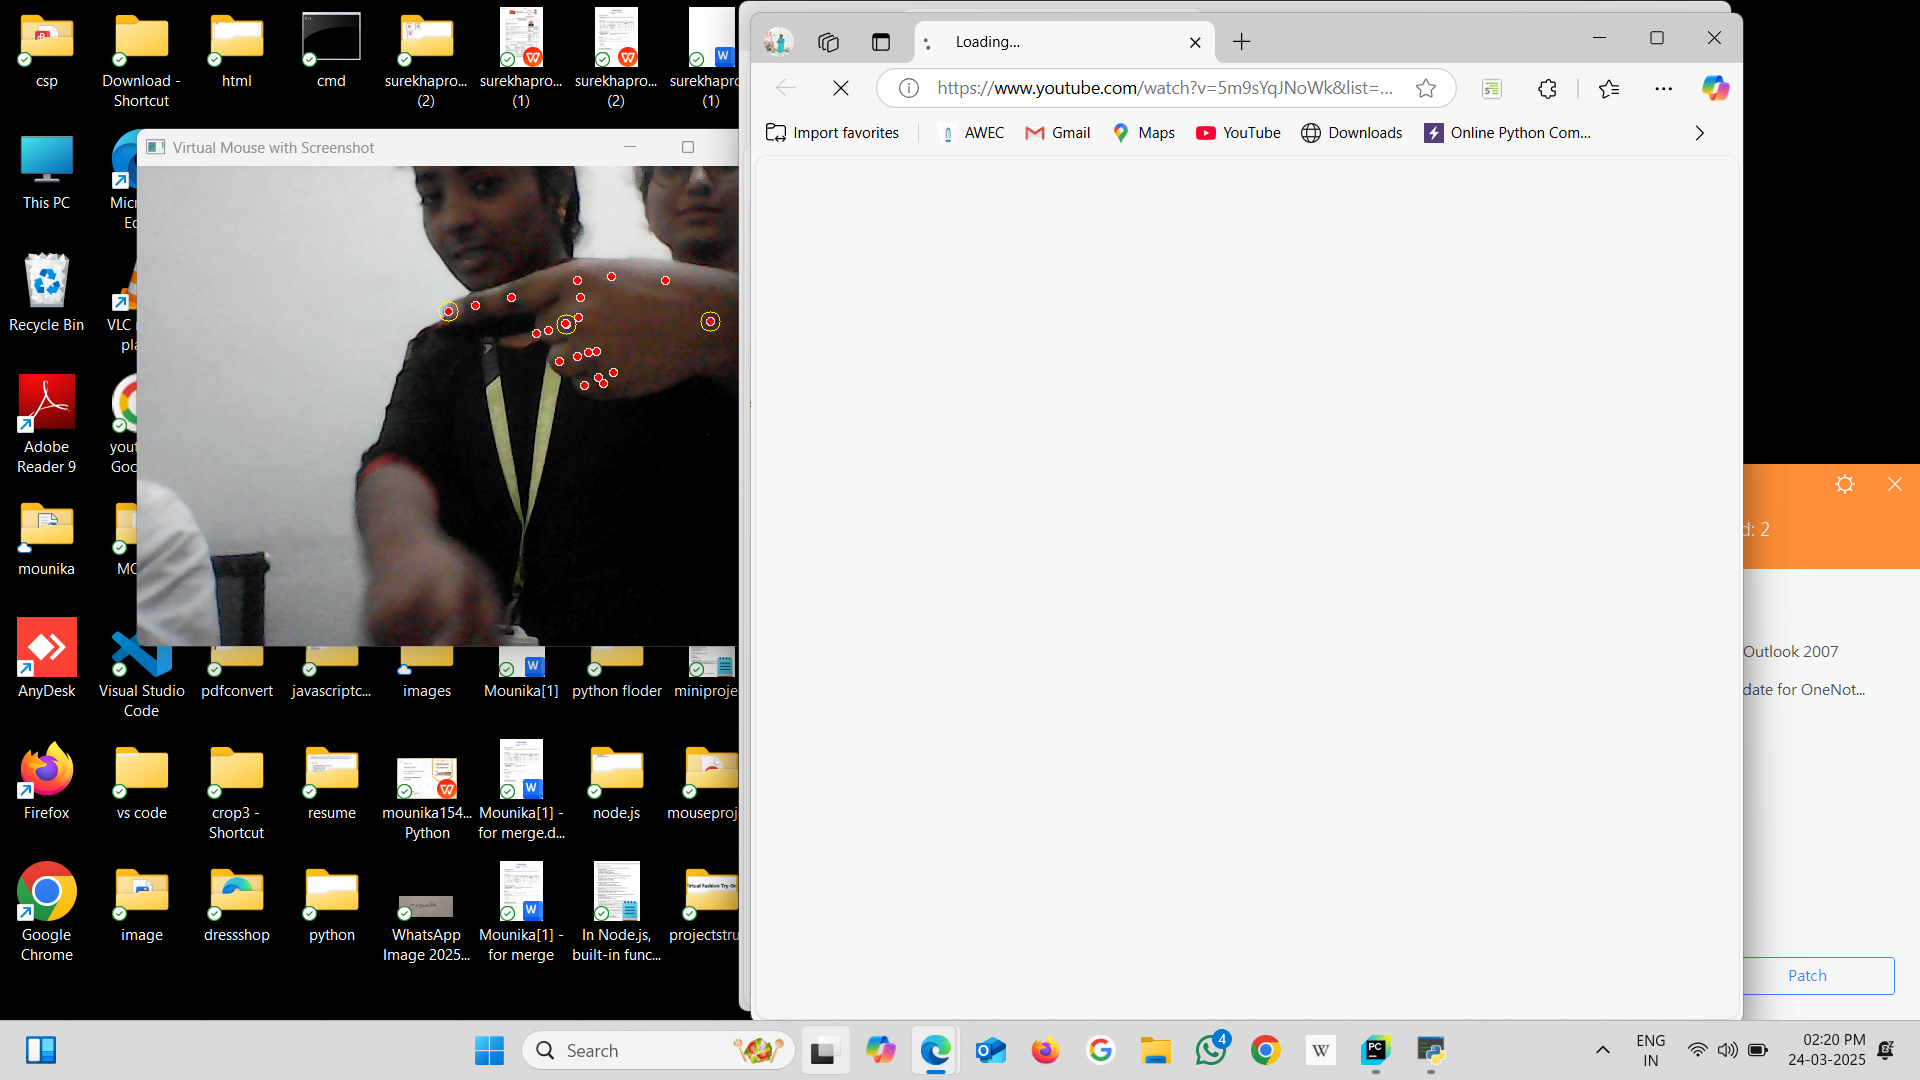 csp
Download -
Shortcut
html
cmd
surekhapro...
(2)
surekhapro...
(1)
surekhapro...
(2)
surekhapro
(1)
Loading...
https://www.youtube.com/watch?v=5m9sYqJNoWk&list=...
Import favorites
AWEC
Gmail
Maps
YouTube
Downloads
Online Python Com...
Virtual Mouse with Screenshot
This PC
Micr
Ed
Recycle Bin
VLC
pla
Adobe
Reader 9
yout
Goo
mounika
MC
d: 2
Outlook 2007
date for OneNot...
Patch
AnyDesk
Visual Studio
Code
pdfconvert
javascriptc...
images
Mounika[1]
python floder
miniproje
Firefox
vs code
crop3 -
Shortcut
resume
mounika154...
Python
Mounika[1] -
for merge.d...
node.js
mouseproj
Google
Chrome
image
dressshop
python
WhatsApp
Image 2025...
Mounika[1] -
for merge
In Node.js,
built-in func...
projectstru
Search
4
W
PC
ENG
IN
02:20 PM
24-03-2025